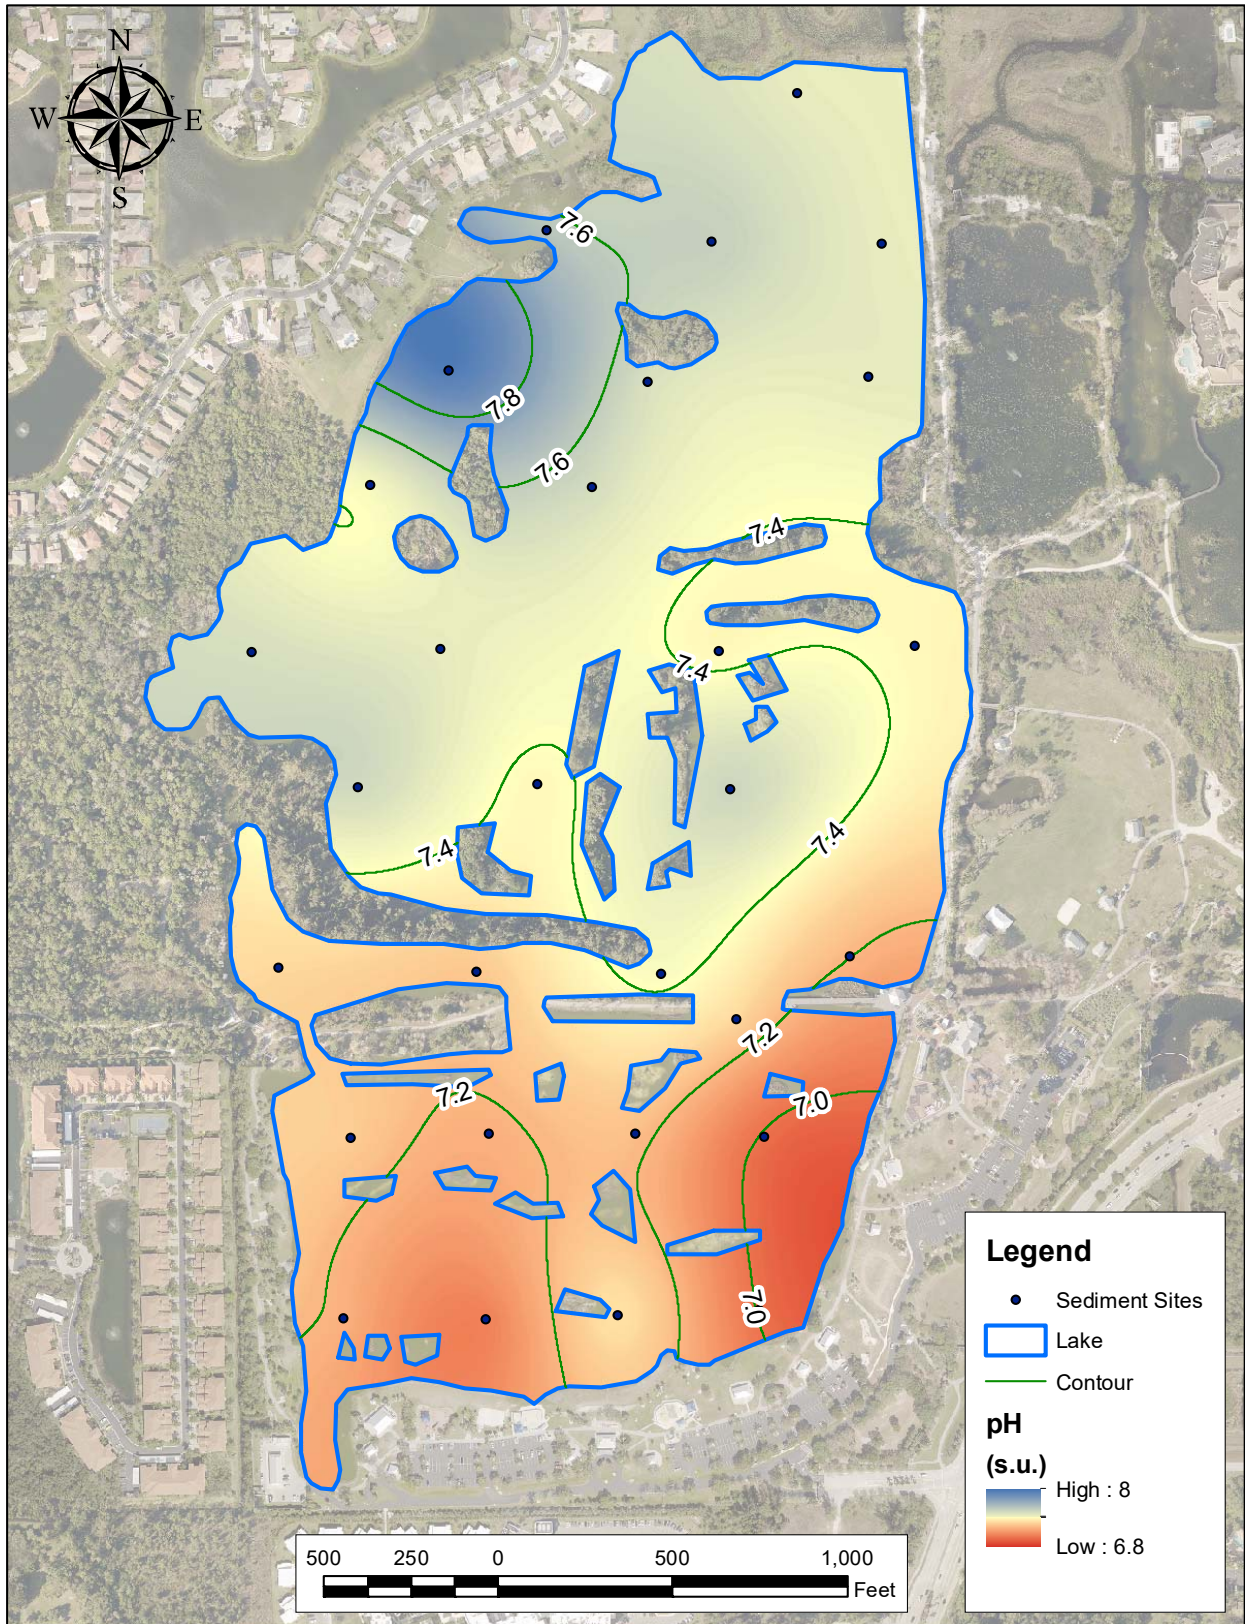 N
W E
S
7.6
7.8
7.6
7.4
7.4
7.4
7.4
7.2
7.2
7.0
7.0
Legend
Sediment Sites
Lake
Contour
pH
(s.u.)
High : 8
Low : 6.8
500 250 0 500 1,000
Feet